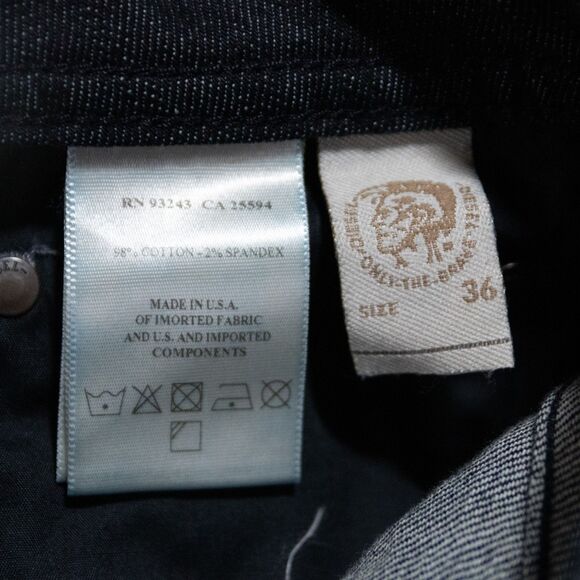 RN 93243 CA 25594
98% COTTON - 2% SPANDEX
MADE IN U.S.A.
OF IMORTED FABRIC
AND U.S. AND IMPORTED
COMPONENTS
DIESEL
ONLY-THE-BRAVE
DIESEL
SIZE 36